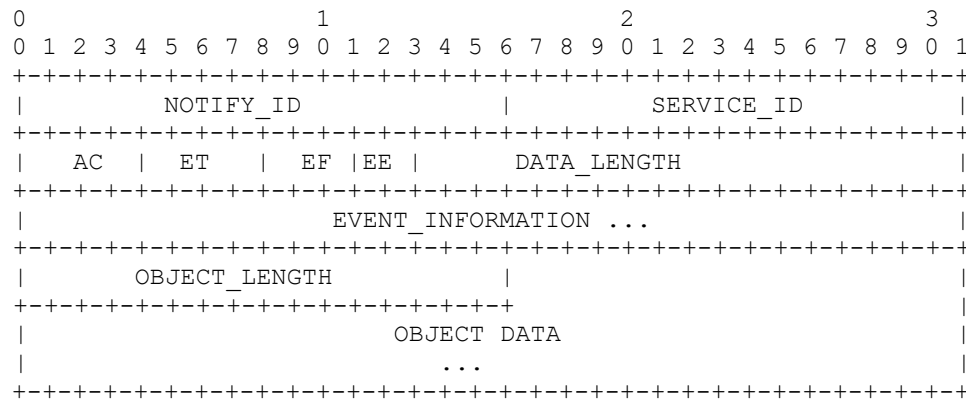 0                   1                   2                   3
0 1 2 3 4 5 6 7 8 9 0 1 2 3 4 5 6 7 8 9 0 1 2 3 4 5 6 7 8 9 0 1
+-+-+-+-+-+-+-+-+-+-+-+-+-+-+-+-+-+-+-+-+-+-+-+-+-+-+-+-+-+-+-+
|         NOTIFY_ID             |         SERVICE_ID          |
+-+-+-+-+-+-+-+-+-+-+-+-+-+-+-+-+-+-+-+-+-+-+-+-+-+-+-+-+-+-+-+
|   AC  |  ET   |  EF |EE |      DATA_LENGTH                  |
+-+-+-+-+-+-+-+-+-+-+-+-+-+-+-+-+-+-+-+-+-+-+-+-+-+-+-+-+-+-+-+
|                    EVENT_INFORMATION ...                    |
+-+-+-+-+-+-+-+-+-+-+-+-+-+-+-+-+-+-+-+-+-+-+-+-+-+-+-+-+-+-+-+
|       OBJECT_LENGTH           |                             |
+-+-+-+-+-+-+-+-+-+-+-+-+-+-+-+-+                             |
|                        OBJECT DATA                          |
|                           ...                               |
+-+-+-+-+-+-+-+-+-+-+-+-+-+-+-+-+-+-+-+-+-+-+-+-+-+-+-+-+-+-+-+